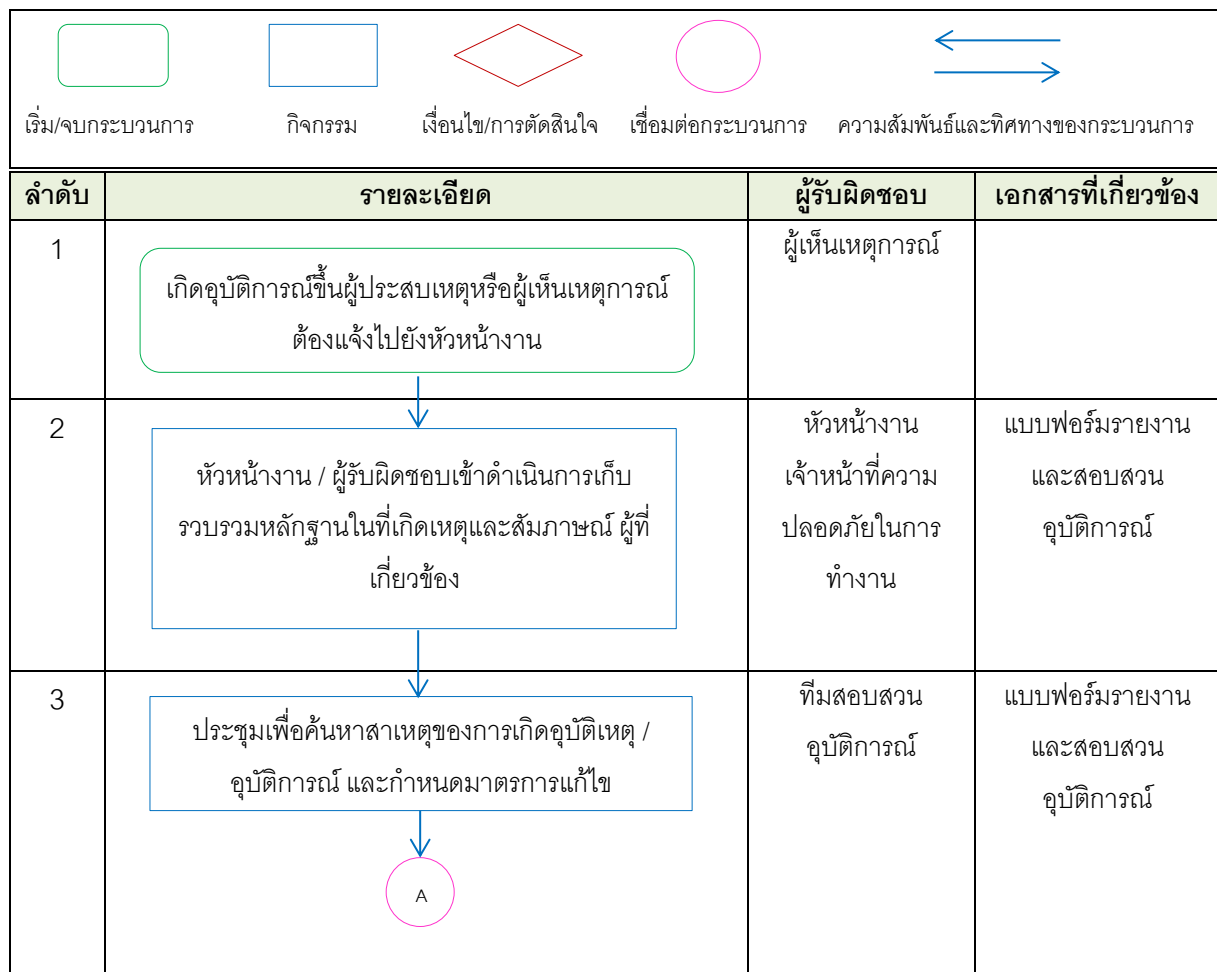 เริ่ม/จบกระบวนการ กิจกรรม เงื่อนไข/การตัดสินใจ เชื่อมต่อกระบวนการ ความสัมพันธ์และทิศทางของกระบวนการ
ลำดับ รายละเอียด ผู้รับผิดชอบ เอกสารที่เกี่ยวข้อง
1
เกิดอุบัติการณ์ขึ้นผู้ประสบเหตุหรือผู้เห็นเหตุการณ์
ต้องแจ้งไปยังหัวหน้างาน
ผู้เห็นเหตุการณ์
2
หัวหน้างาน / ผู้รับผิดชอบเข้าดำเนินการเก็บ
รวบรวมหลักฐานในที่เกิดเหตุและสัมภาษณ์ ผู้ที่
เกี่ยวข้อง
หัวหน้างาน
เจ้าหน้าที่ความ
ปลอดภัยในการ
ทำงาน
แบบฟอร์มรายงาน
และสอบสวน
อุบัติการณ์
3
ประชุมเพื่อค้นหาสาเหตุของการเกิดอุบัติเหตุ /
อุบัติการณ์ และกำหนดมาตรการแก้ไข
A
ทีมสอบสวน
อุบัติการณ์
แบบฟอร์มรายงาน
และสอบสวน
อุบัติการณ์